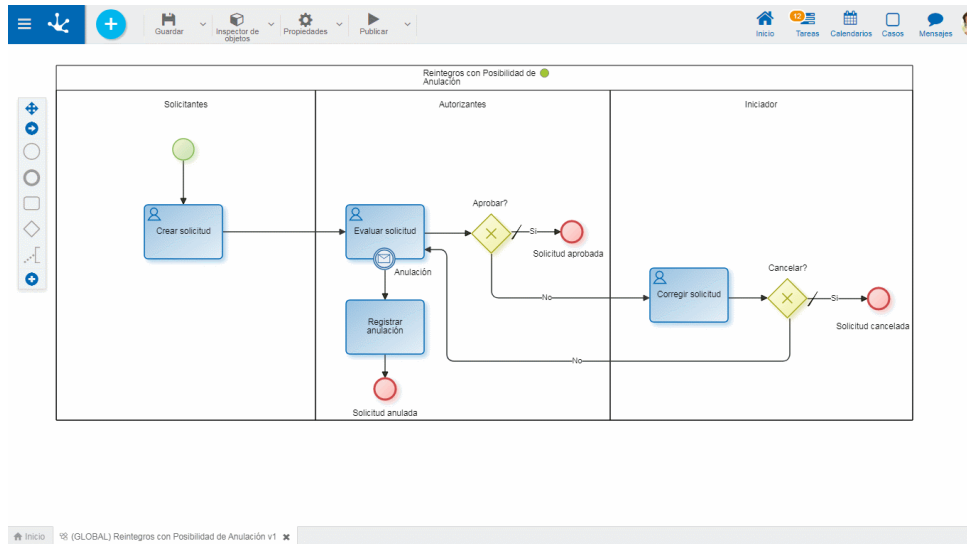 Guardar
Inspector de
objetos
Propiedades
Publicar
Inicio
12
Tareas
Calendarios
Casos
Mensajes
Reintegros con Posibilidad de
Anulación
Solicitantes
Autorizantes
Iniciador
Crear solicitud
Evaluar solicitud
Aprobar?
Si
Solicitud aprobada
Anulación
No
Corregir solicitud
Cancelar?
Si
Solicitud cancelada
Registrar
anulación
No
Solicitud anulada
Inicio
(GLOBAL) Reintegros con Posibilidad de Anulación v1